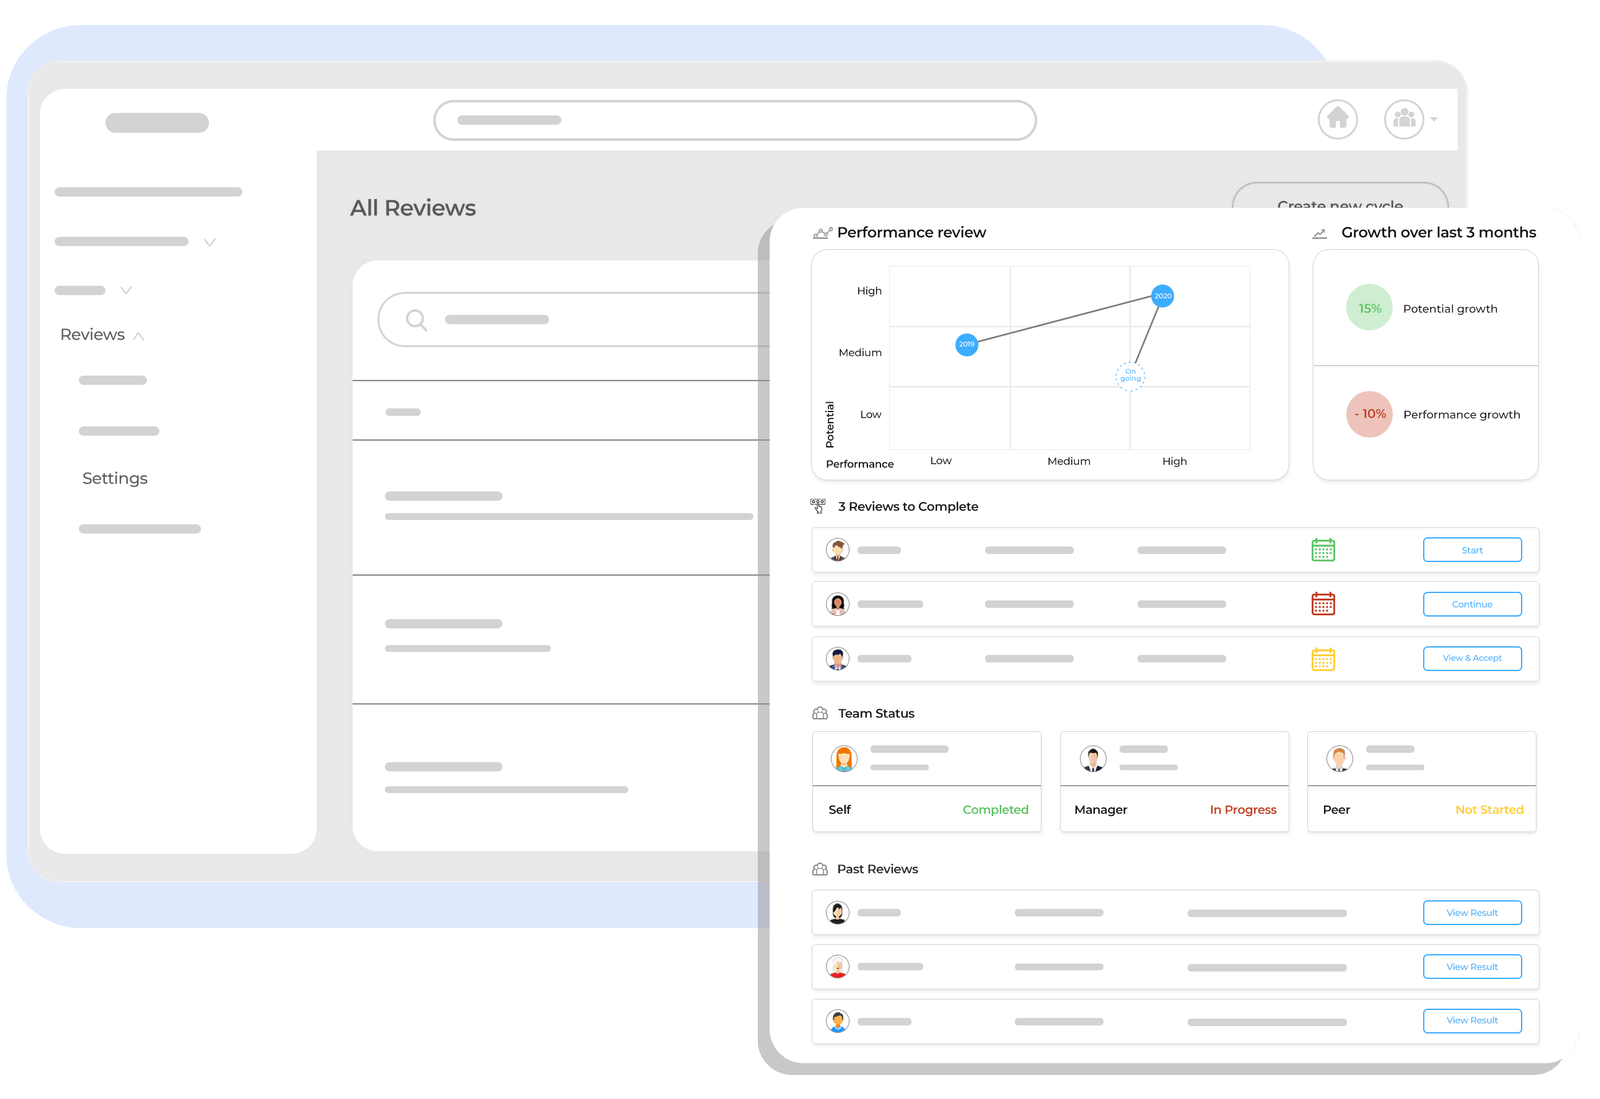 All Reviews
Create new cycle
Reviews
Settings
Performance review
High
Medium
Low
Potential
Performance
Low
Medium
High
2019
2020
On
going
Growth over last 3 months
15%
Potential growth
- 10%
Performance growth
3 Reviews to Complete
Start
Continue
View & Accept
Team Status
Self
Completed
Manager
In Progress
Peer
Not Started
Past Reviews
View Result
View Result
View Result